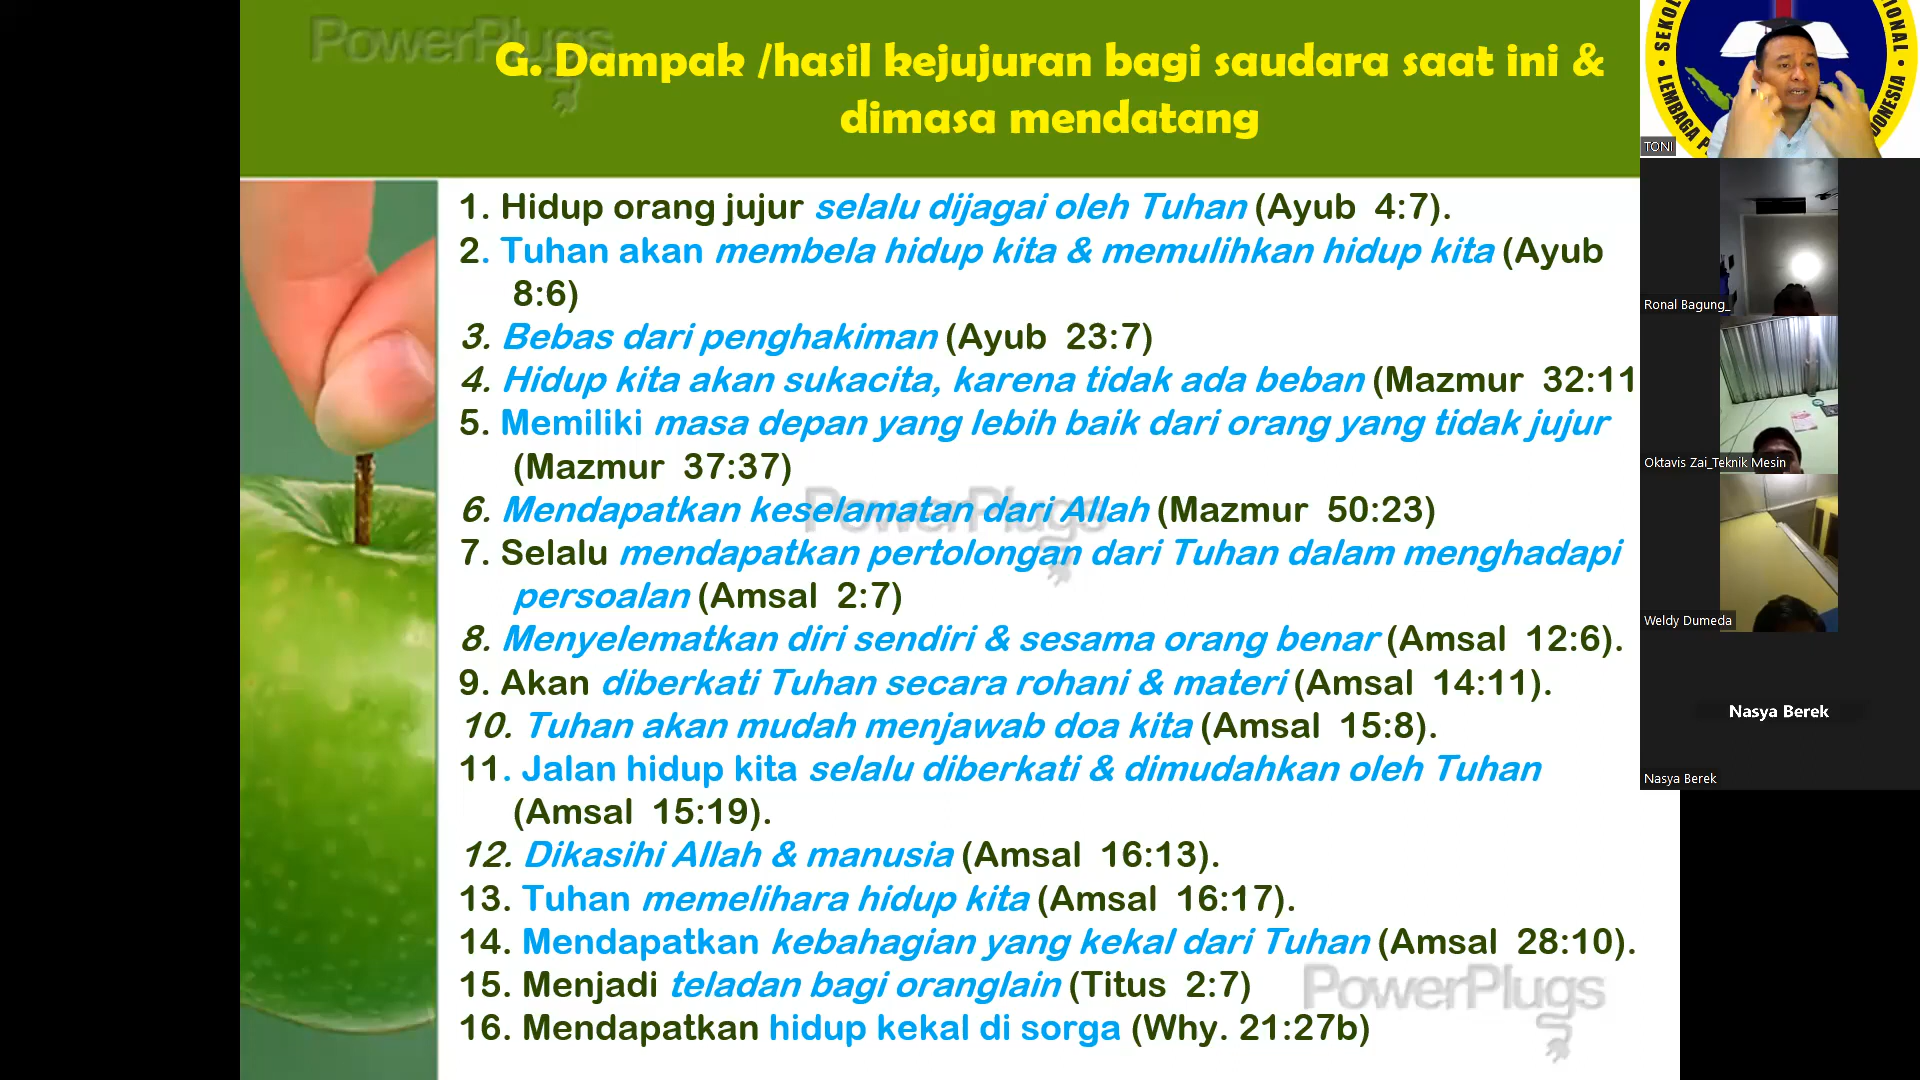 PowerPlugs
G. Dampak /hasil kejujuran bagi saudara saat ini &
dimasa mendatang
1. Hidup orang jujur selalu dijagai oleh Tuhan (Ayub 4:7).
2. Tuhan akan membela hidup kita & memulihkan hidup kita (Ayub
8:6)
3. Bebas dari penghakiman (Ayub 23:7)
4. Hidup kita akan sukacita, karena tidak ada beban (Mazmur 32:11
5. Memiliki masa depan yang lebih baik dari orang yang tidak jujur
(Mazmur 37:37)
PowerPlugs
6. Mendapatkan keselamatan dari Allah (Mazmur 50:23)
7. Selalu mendapatkan pertolongan dari Tuhan dalam menghadapi
persoalan (Amsal 2:7)
8. Menyelematkan diri sendiri & sesama orang benar (Amsal 12:6).
9. Akan diberkati Tuhan secara rohani & materi (Amsal 14:11).
10. Tuhan akan mudah menjawab doa kita (Amsal 15:8).
11. Jalan hidup kita selalu diberkati & dimudahkan oleh Tuhan
(Amsal 15:19).
12. Dikasihi Allah & manusia (Amsal 16:13).
13. Tuhan memelihara hidup kita (Amsal 16:17).
14. Mendapatkan kebahagian yang kekal dari Tuhan (Amsal 28:10).
15. Menjadi teladan bagi oranglain (Titus 2:7)
PowerPlugs
16. Mendapatkan hidup kekal di sorga (Why. 21:27b)
LEMBAGA
TONI
Ronal Bagung_
Oktavis Zai_Teknik Mesin
Weldy Dumeda
Nasya Berek
Nasya Berek